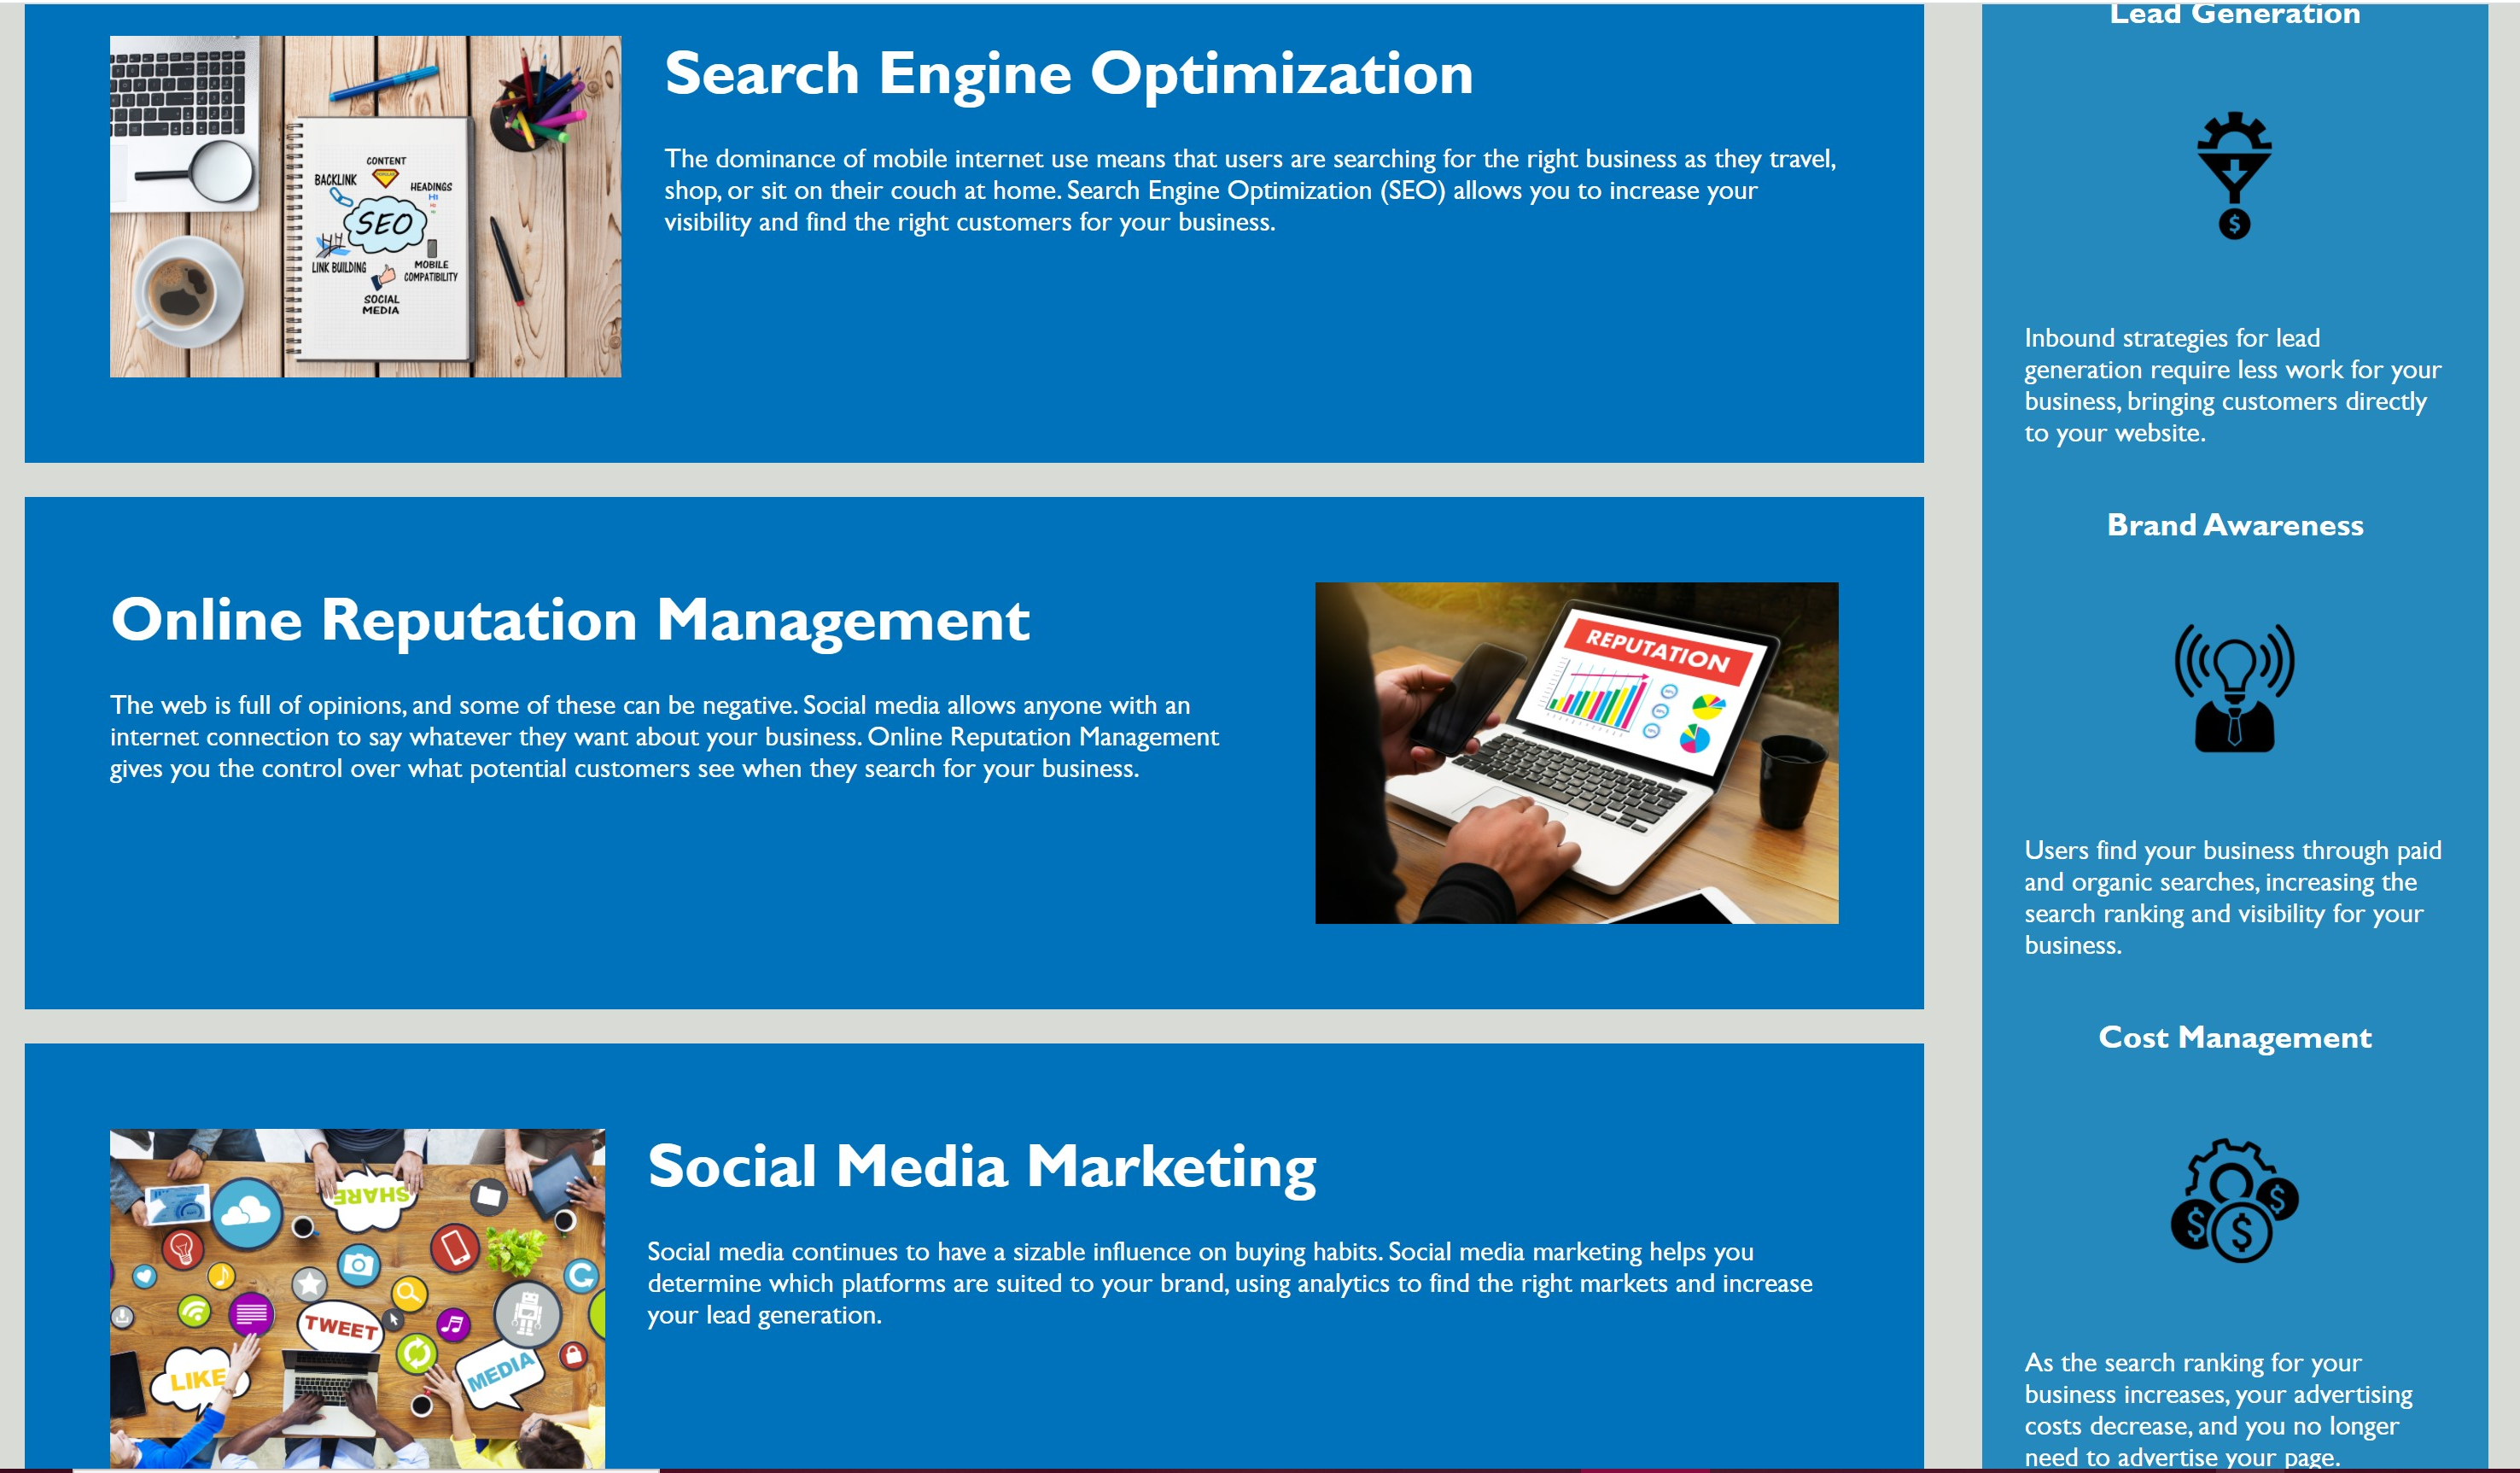 Search Engine Optimization
The dominance of mobile internet use means that users are searching for the right business as they travel,
shop, or sit on their couch at home. Search Engine Optimization (SEO) allows you to increase your
visibility and find the right customers for your business.
CONTENT
BACKLINK
HEADINGS
H1
SEO
LINK BUILDING
MOBILE
COMPATIBILITY
SOCIAL
MEDIA
Online Reputation Management
The web is full of opinions, and some of these can be negative. Social media allows anyone with an
internet connection to say whatever they want about your business. Online Reputation Management
gives you the control over what potential customers see when they search for your business.
REPUTATION
Social Media Marketing
Social media continues to have a sizable influence on buying habits. Social media marketing helps you
determine which platforms are suited to your brand, using analytics to find the right markets and increase
your lead generation.
SHARE
TWEET
LIKE
MEDIA
Lead Generation
$
Inbound strategies for lead
generation require less work for your
business, bringing customers directly
to your website.
Brand Awareness
Users find your business through paid
and organic searches, increasing the
search ranking and visibility for your
business.
Cost Management
$
$
$
As the search ranking for your
business increases, your advertising
costs decrease, and you no longer
need to advertise your page.